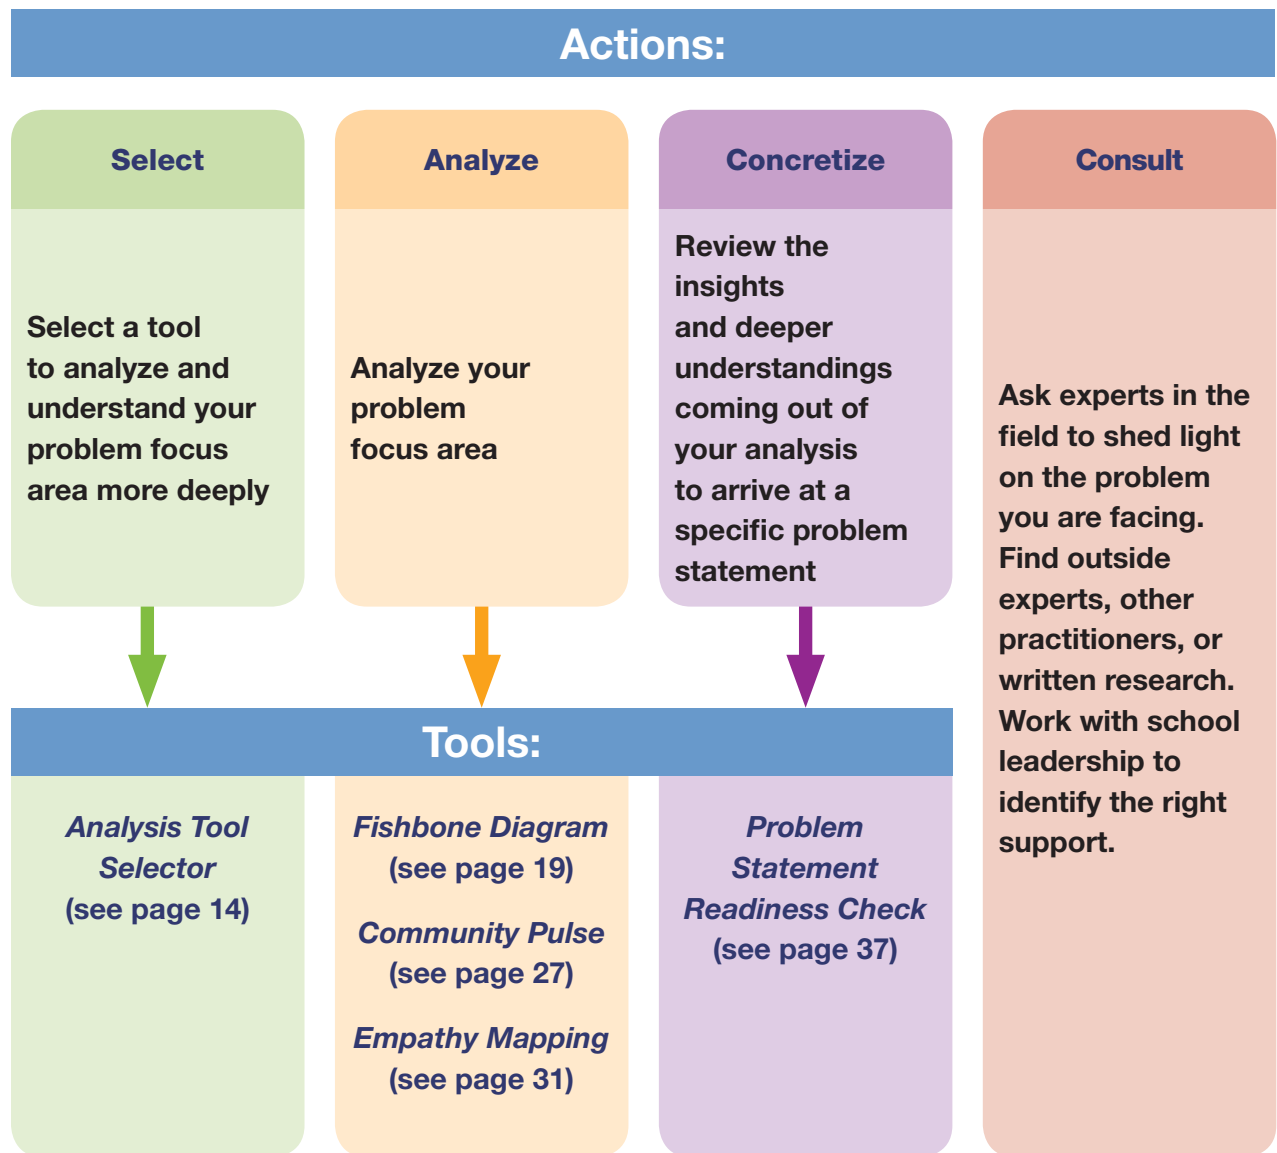 Actions:
Select
Select a tool
to analyze and
understand your
problem focus
area more deeply
Analyze
Analyze your
problem
focus area
Concretize
Review the
insights
and deeper
understandings
coming out of
your analysis
to arrive at a
specific problem
statement
Consult
Ask experts in the
field to shed light
on the problem
you are facing.
Find outside
experts, other
practitioners, or
written research.
Work with school
leadership to
identify the right
support.
Tools:
Analysis Tool
Selector
(see page 14)
Fishbone Diagram
(see page 19)
Community Pulse
(see page 27)
Empathy Mapping
(see page 31)
Problem
Statement
Readiness Check
(see page 37)